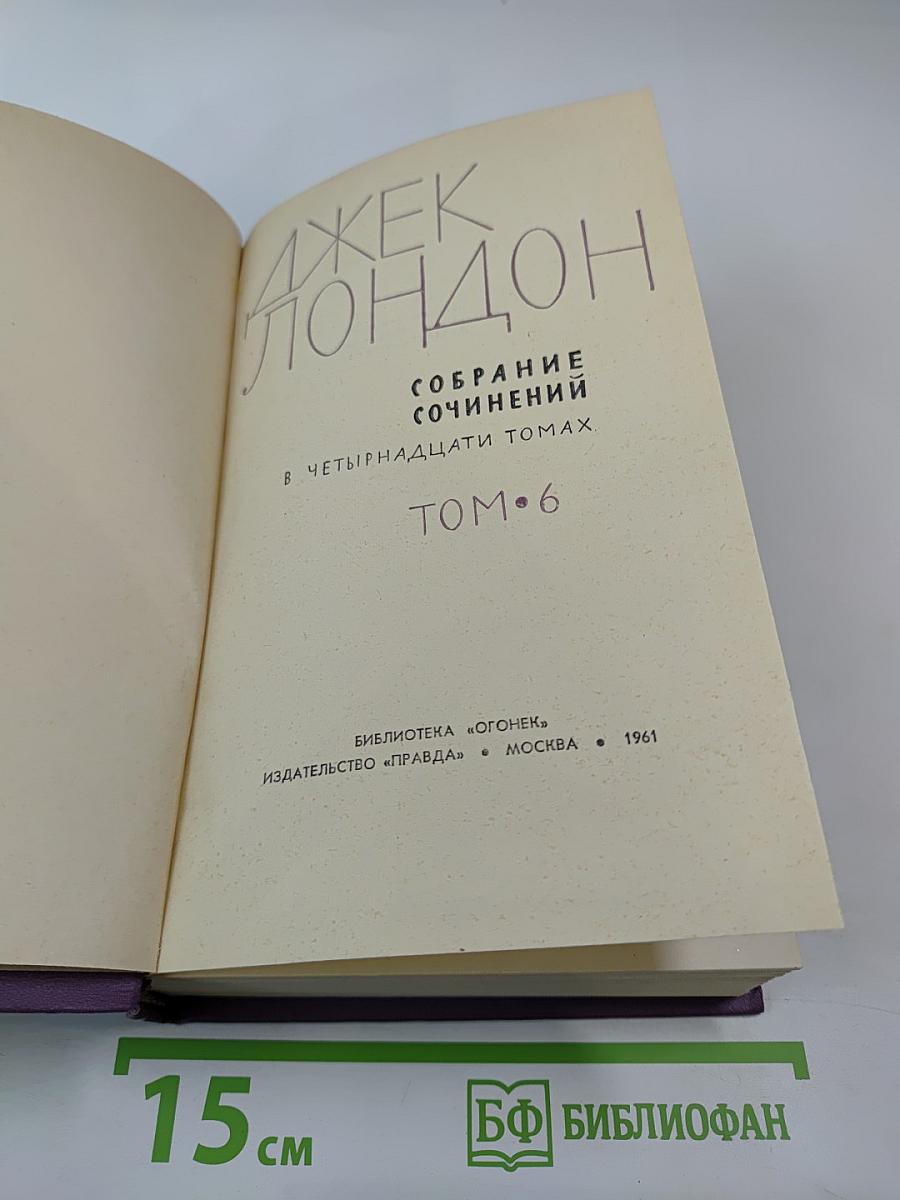 ДЖЕК
ЛОНДОН
СОБРАНИЕ
СОЧИНЕНИЙ
В ЧЕТЫРНАДЦАТИ ТОМАХ
ТОМ•6
БИБЛИОТЕКА «ОГОНЕК»
ИЗДАТЕЛЬСТВО «ПРАВДА» • МОСКВА • 1961
15 см
БФ БИБЛИОФАН